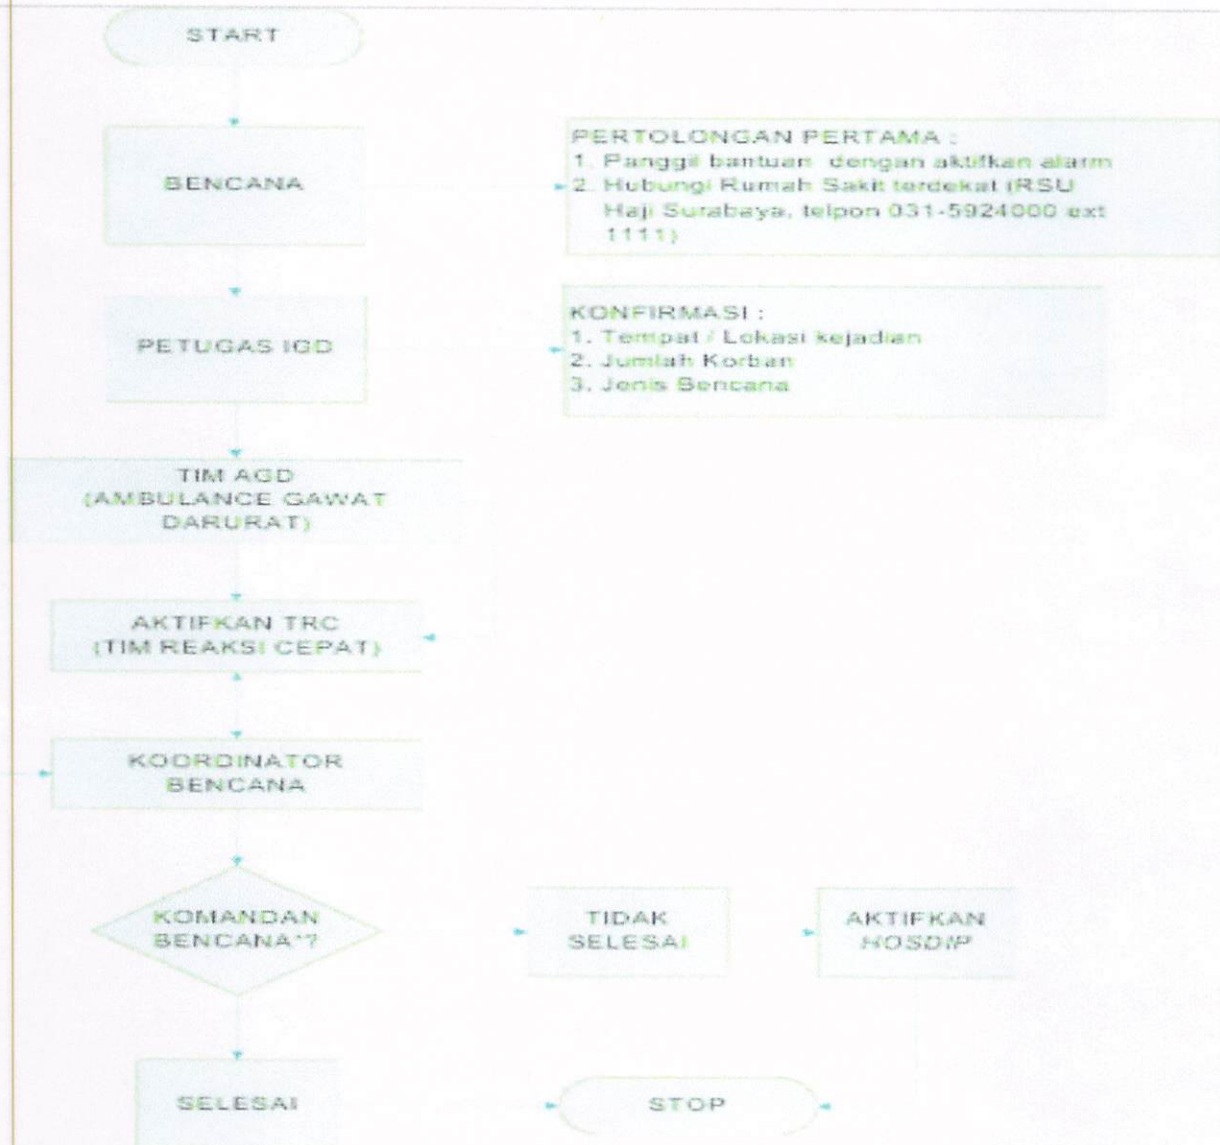 START
BENCANA
PERTOLONGAN PERTAMA :
1. Panggil bantuan dengan aktifkan alarm
2. Hubungi Rumah Sakit terdekat (RSU
Haji Surabaya, telpon 031-5924000 ext
1111)
PETUGAS IGD
KONFIRMASI :
1. Tempat / Lokasi kejadian
2. Jumlah Korban
3. Jenis Bencana
TIM AGD
(AMBULANCE GAWAT
DARURAT)
AKTIFKAN TRC
(TIM REAKSI CEPAT)
KOORDINATOR
BENCANA
KOMANDAN
BENCANA*?
TIDAK
SELESAI
AKTIFKAN
HOSDIP
SELESAI
STOP